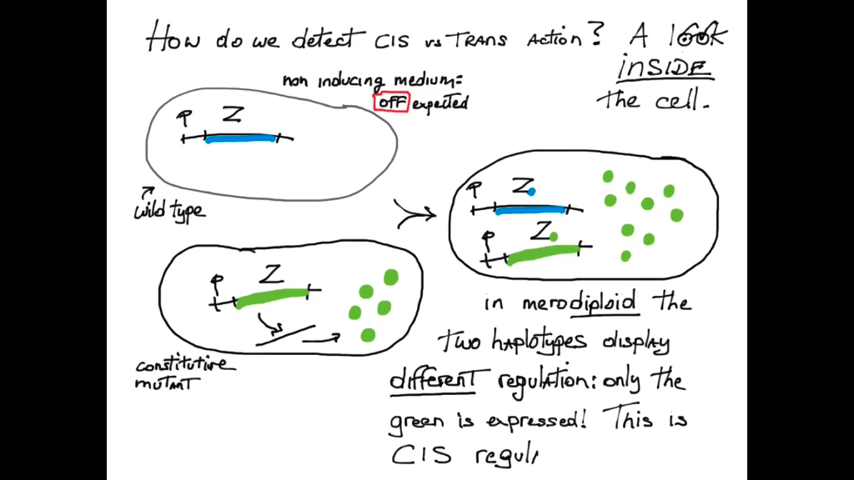 How do we detect CIS vs TRANS Action? A look
INSIDE
the cell.
non inducing medium:
OFF expected
P Z
wild type
P Z
constitutive
mutant
P Z
P Z
in merodiploid the
two haplotypes display
different regulation: only the
green is expressed! This is
CIS regul